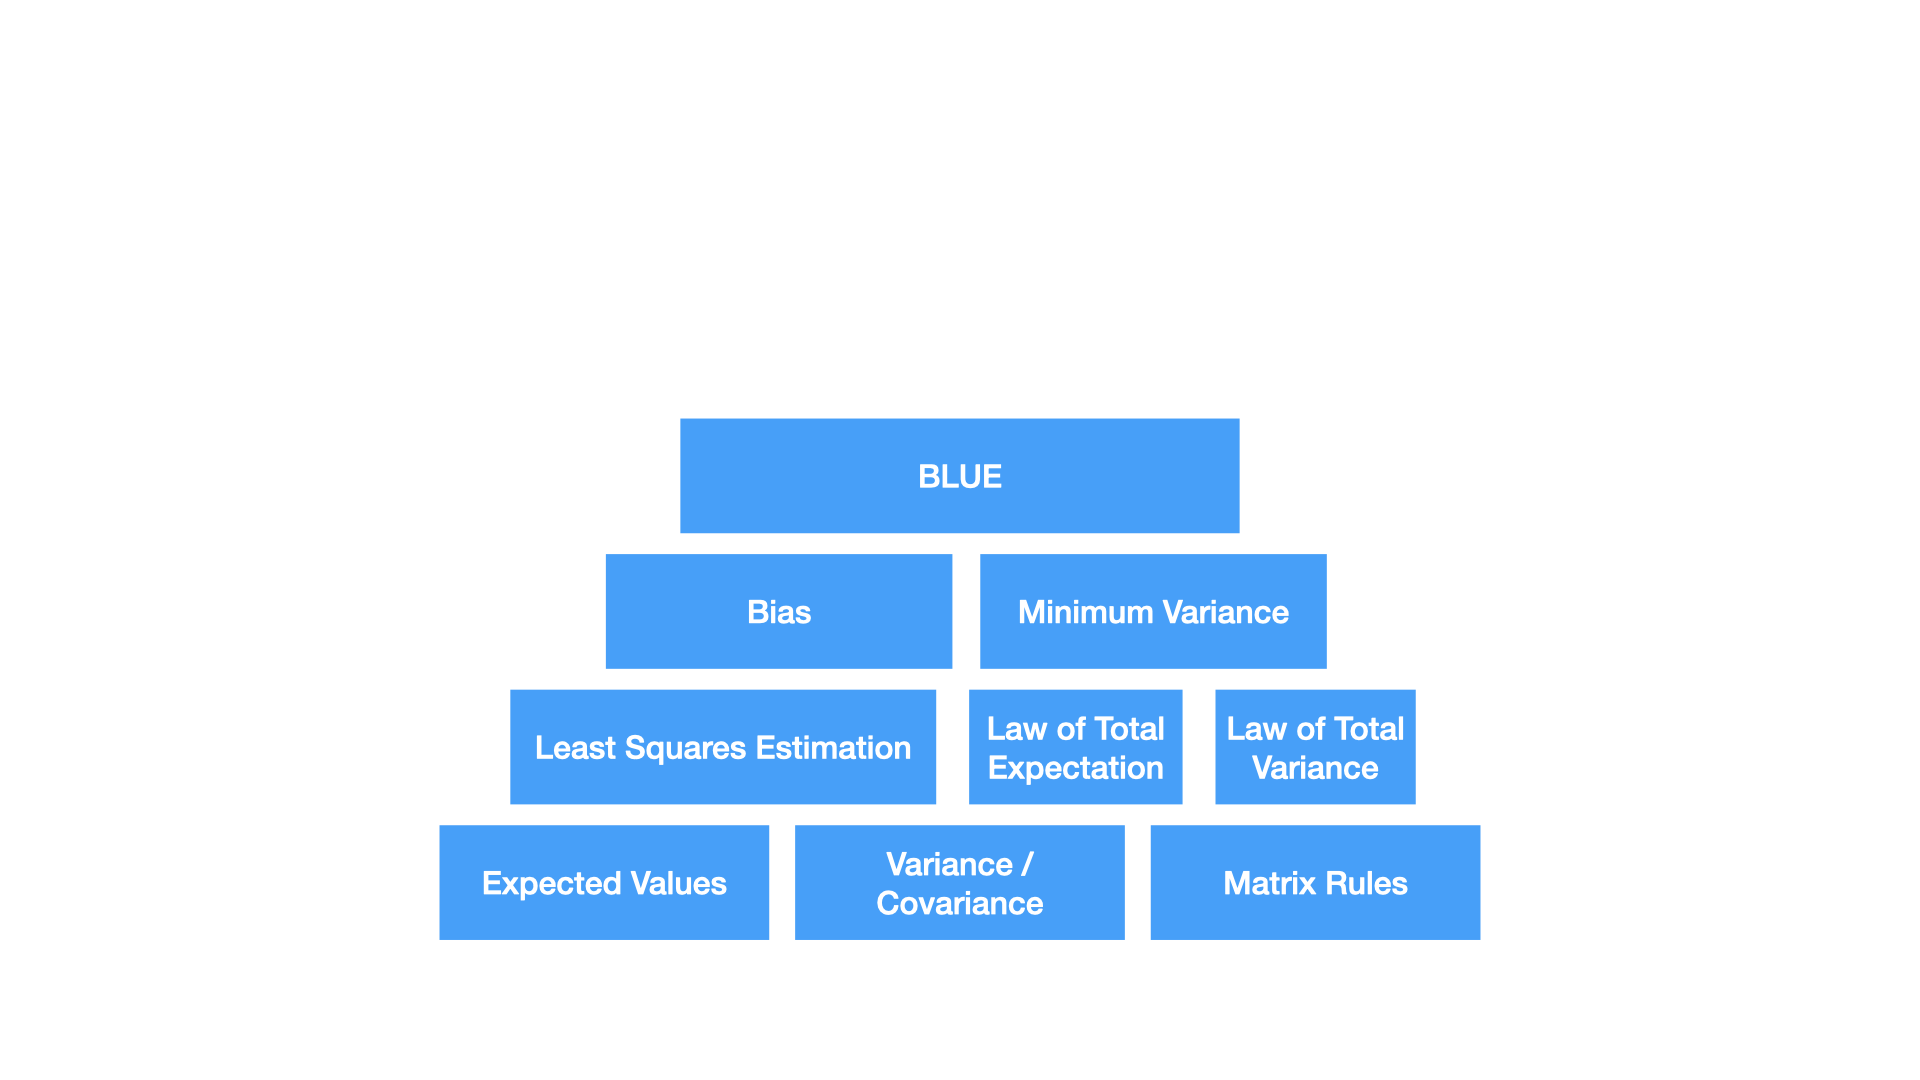 BLUE
Bias
Minimum Variance
Least Squares Estimation
Law of Total
Expectation
Law of Total
Variance
Expected Values
Variance /
Covariance
Matrix Rules